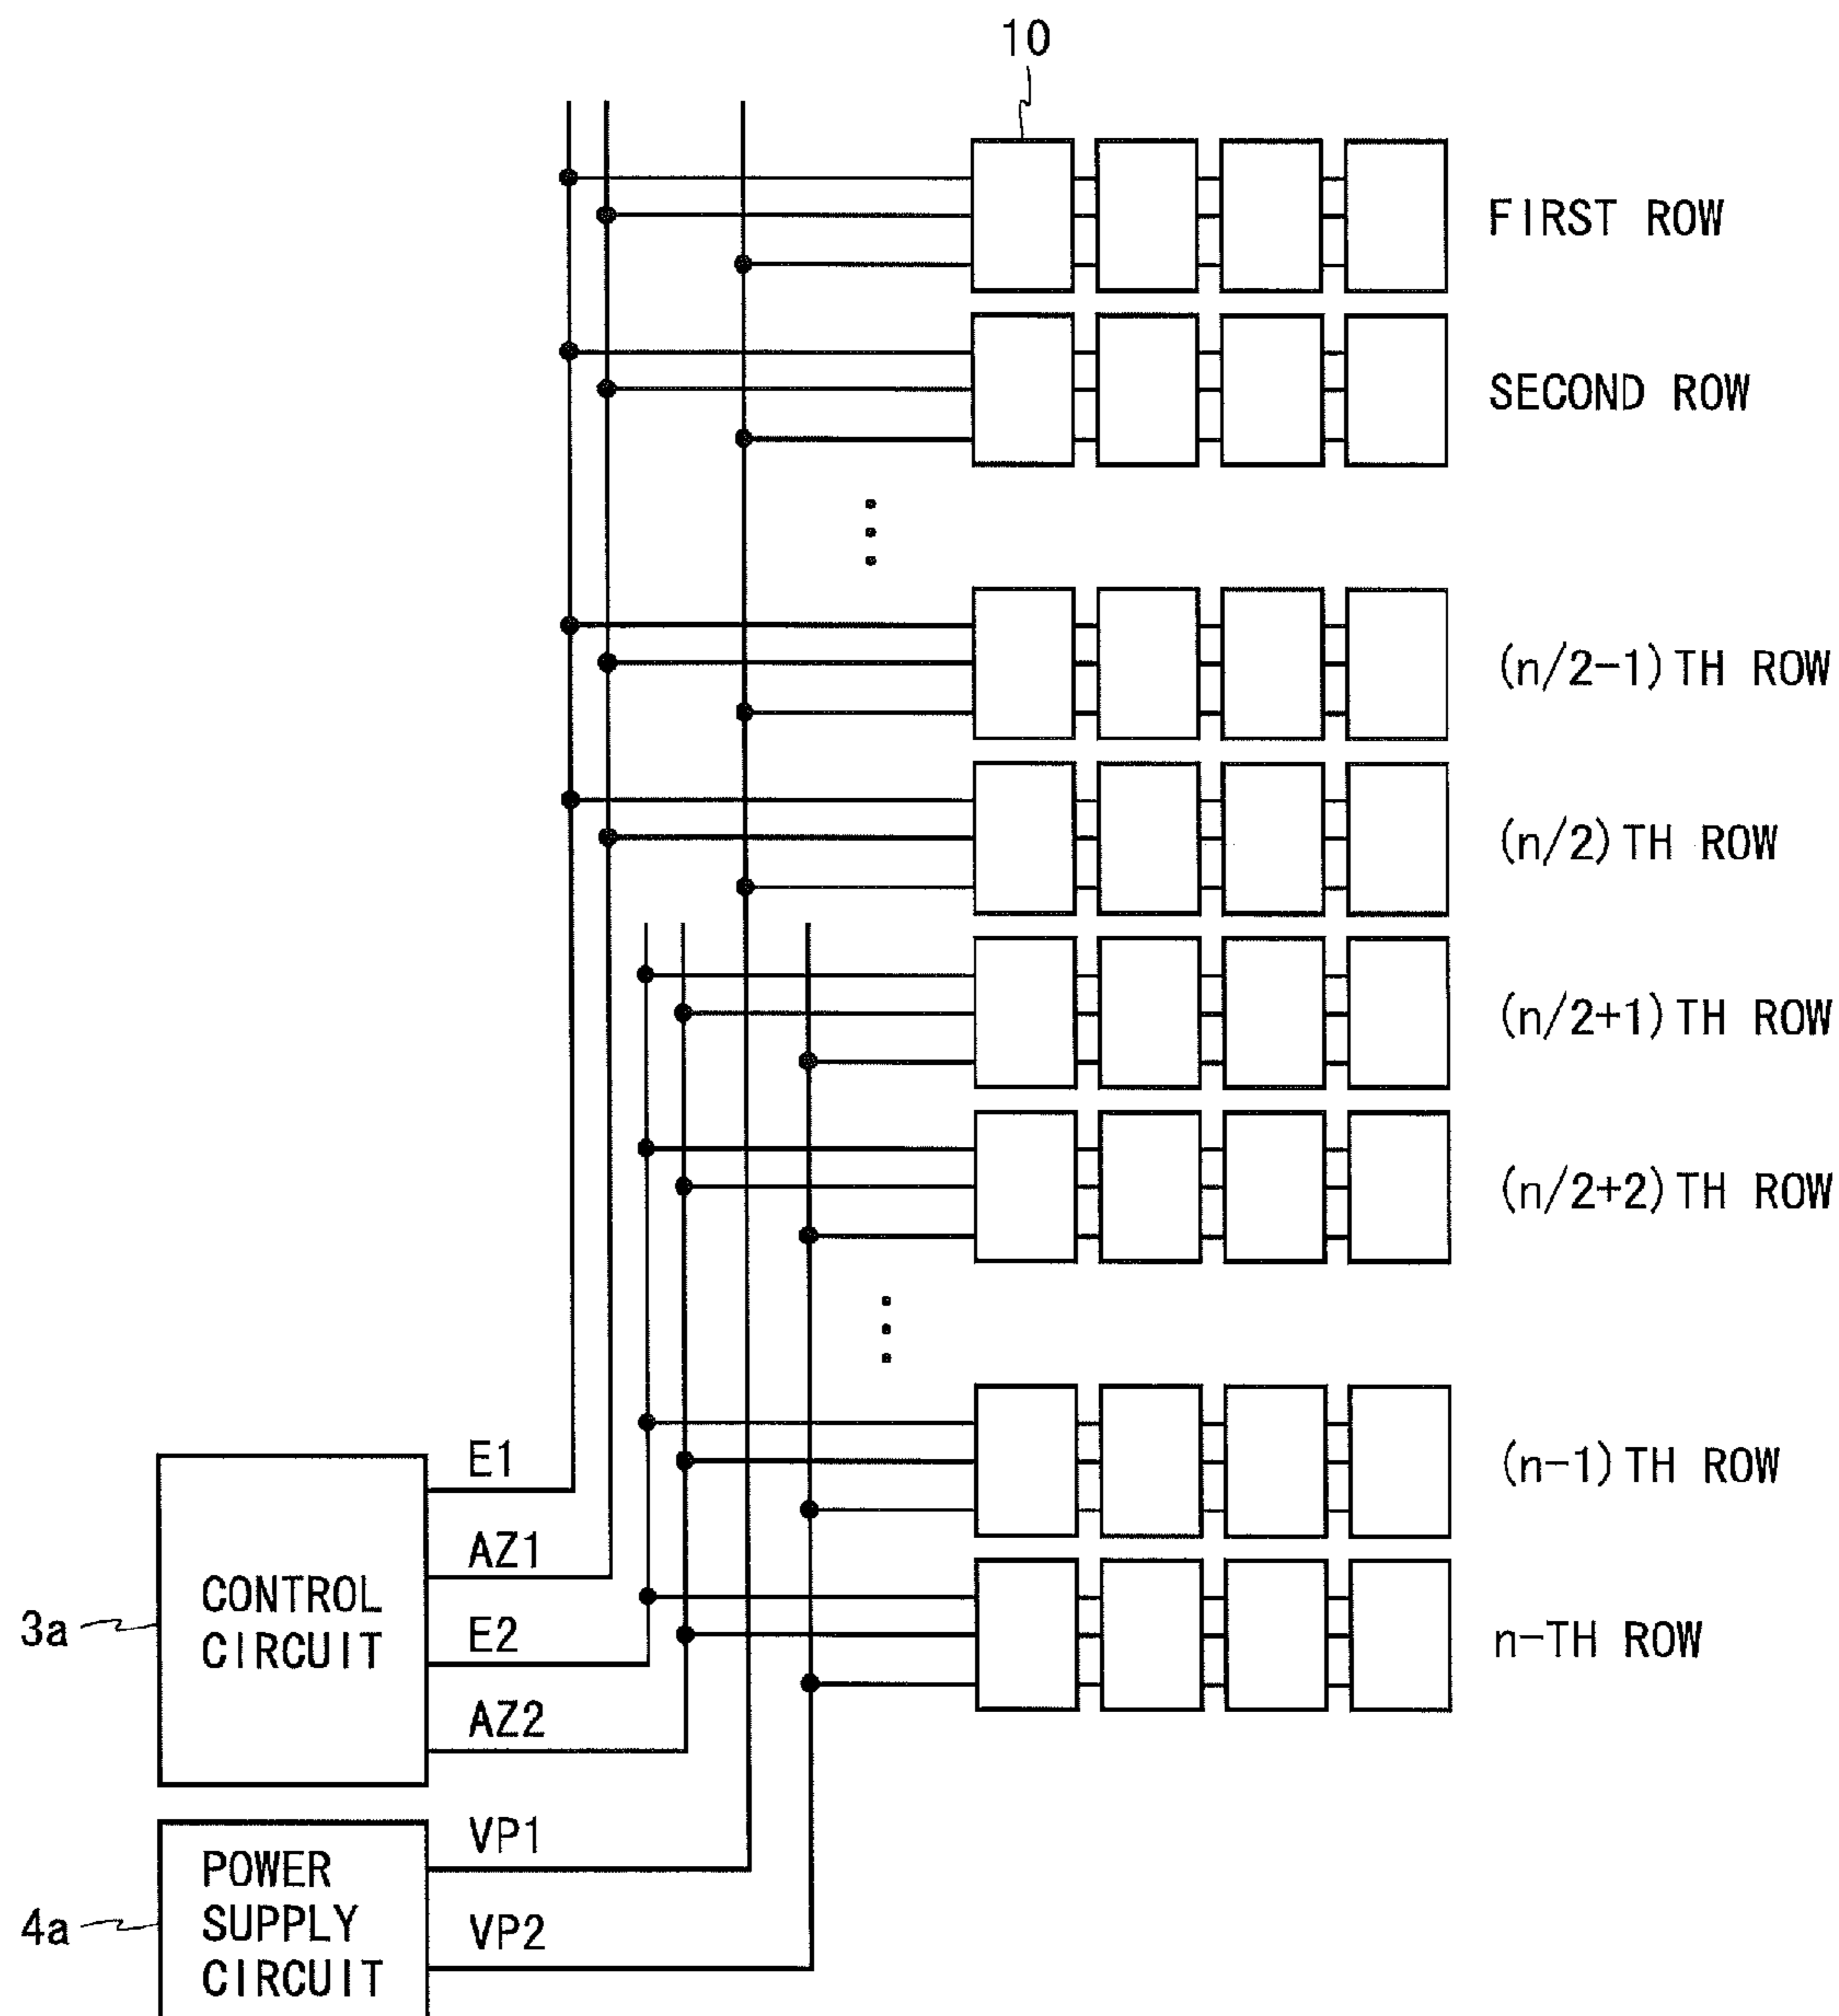 10
FIRST ROW
SECOND ROW
(n/2-1)TH ROW
(n/2)TH ROW
(n/2+1)TH ROW
(n/2+2)TH ROW
(n-1)TH ROW
n-TH ROW
3a
CONTROL
CIRCUIT
E1
AZ1
E2
AZ2
4a
POWER
SUPPLY
CIRCUIT
VP1
VP2